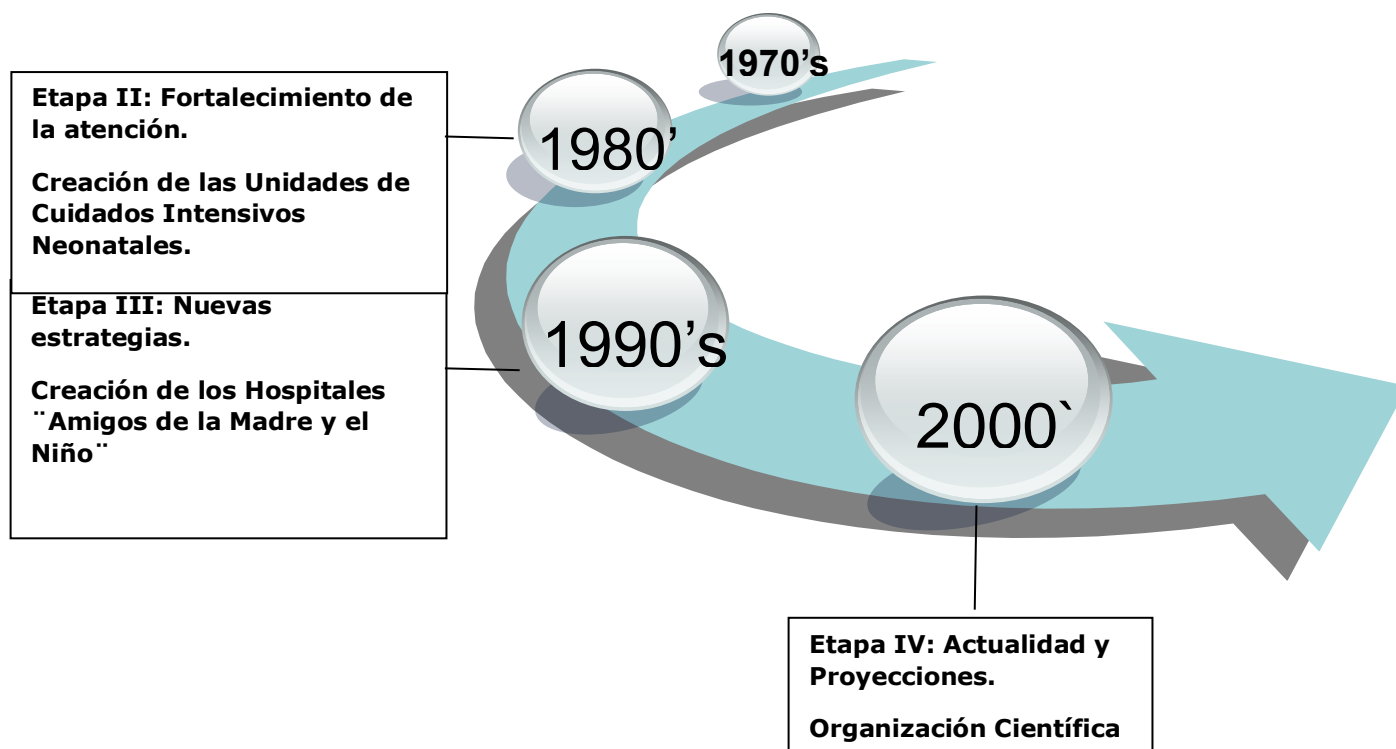 1970's
Etapa II: Fortalecimiento de
la atención.
Creación de las Unidades de
Cuidados Intensivos
Neonatales.
1980'
Etapa III: Nuevas
estrategias.
Creación de los Hospitales
¨Amigos de la Madre y el
Niño¨
1990's
2000`
Etapa IV: Actualidad y
Proyecciones.
Organización Científica